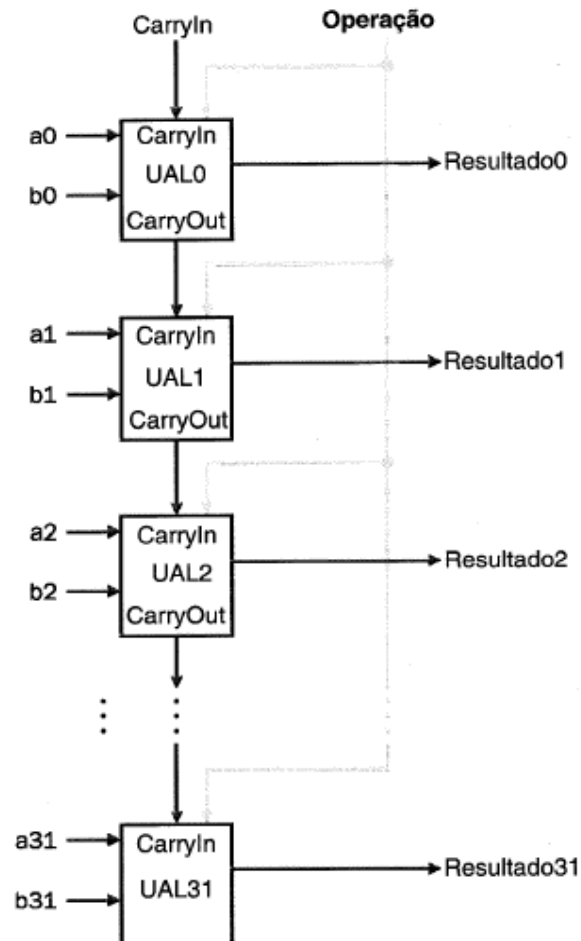 CarryIn
Operação
a0
CarryIn
UAL0
Resultado0
b0
CarryOut
a1
CarryIn
UAL1
Resultado1
b1
CarryOut
a2
CarryIn
UAL2
Resultado2
b2
CarryOut
a31
CarryIn
UAL31
Resultado31
b31